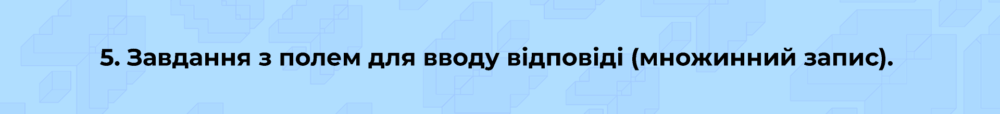 5. Завдання з полем для вводу відповіді (множинний запис).